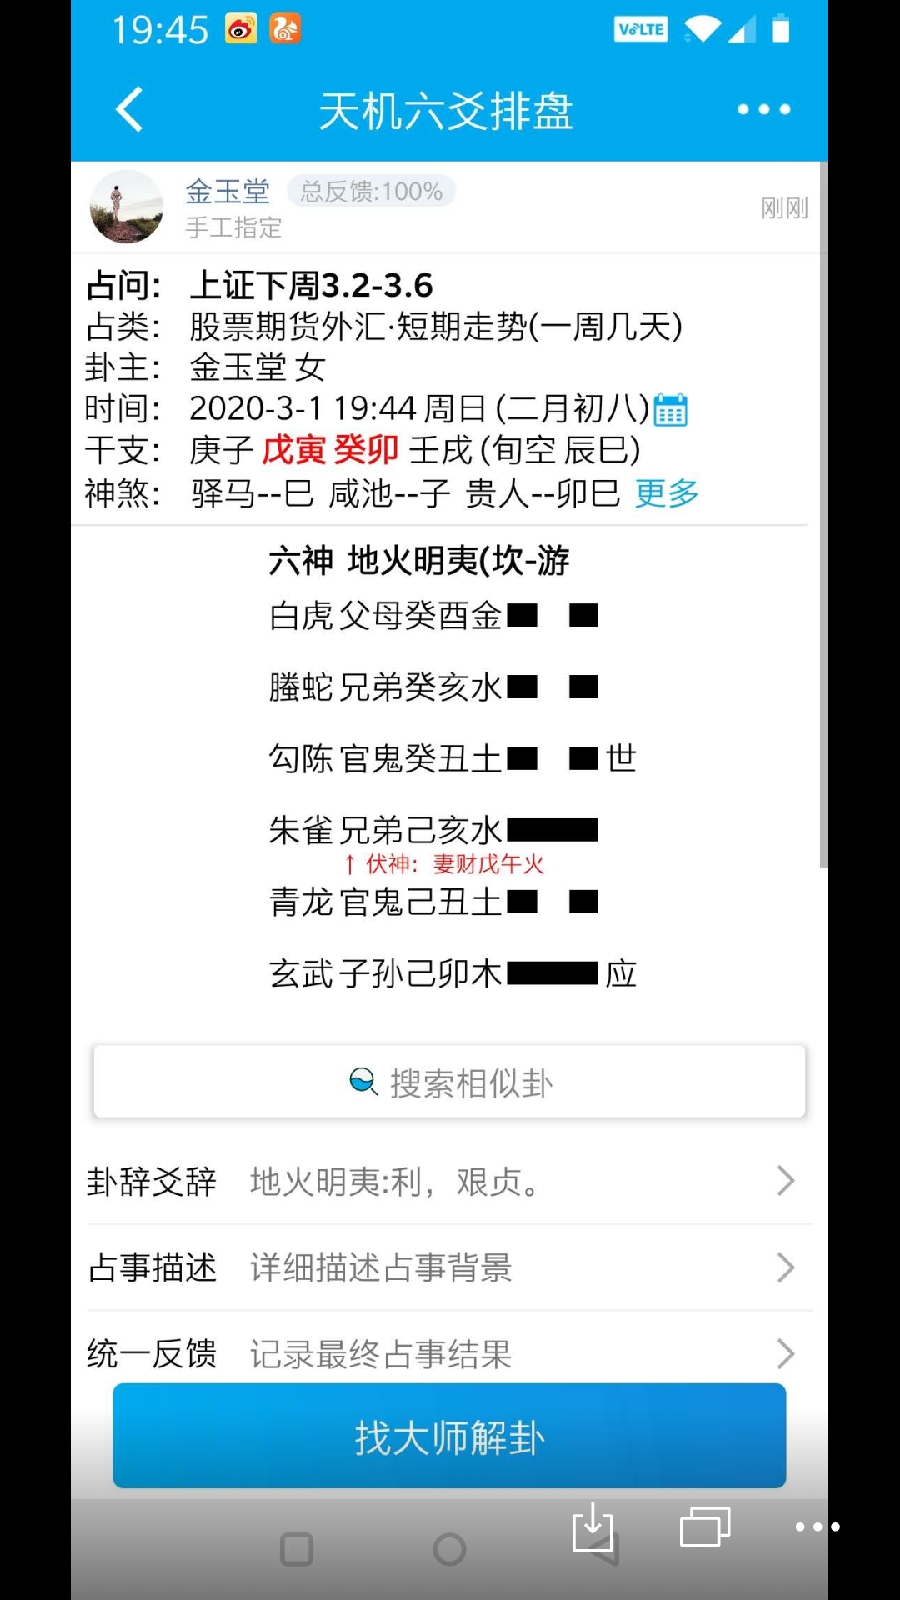 19:45
VoLTE
天机六爻排盘
金玉堂 总反馈:100%
手工指定
刚刚
占问: 上证下周3.2-3.6
占类: 股票期货外汇·短期走势(一周几天)
卦主: 金玉堂 女
时间: 2020-3-1 19:44 周日 (二月初八)
干支: 庚子 戊寅 癸卯 壬戌 (旬空 辰巳)
神煞: 驿马--巳 咸池--子 贵人--卯巳 更多
六神 地火明夷(坎-游
白虎 父母癸酉金
螣蛇 兄弟癸亥水
勾陈 官鬼癸丑土 世
朱雀 兄弟己亥水
↑ 伏神: 妻财戊午火
青龙 官鬼己丑土
玄武 子孙己卯木 应
搜索相似卦
卦辞爻辞 地火明夷:利，艰贞。
占事描述 详细描述占事背景
统一反馈 记录最终占事结果
找大师解卦